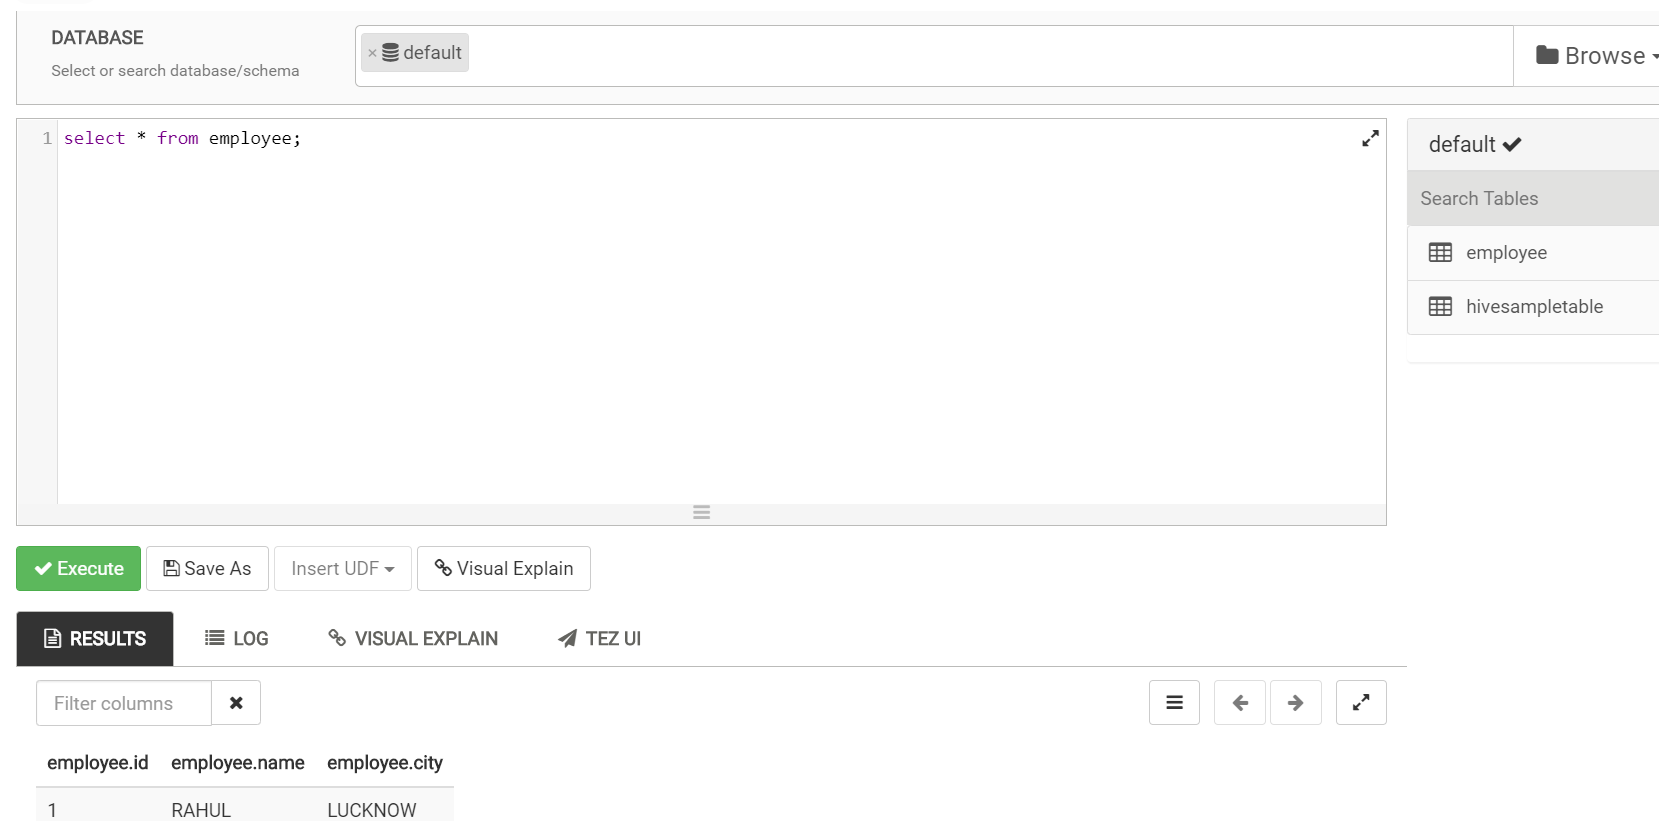 DATABASE
Select or search database/schema
× default
Browse
1 select * from employee;
default
Search Tables
employee
hivesampletable
Execute Save As Insert UDF Visual Explain
RESULTS LOG VISUAL EXPLAIN TEZ UI
Filter columns
employee.id employee.name employee.city
1 RAHUL LUCKNOW